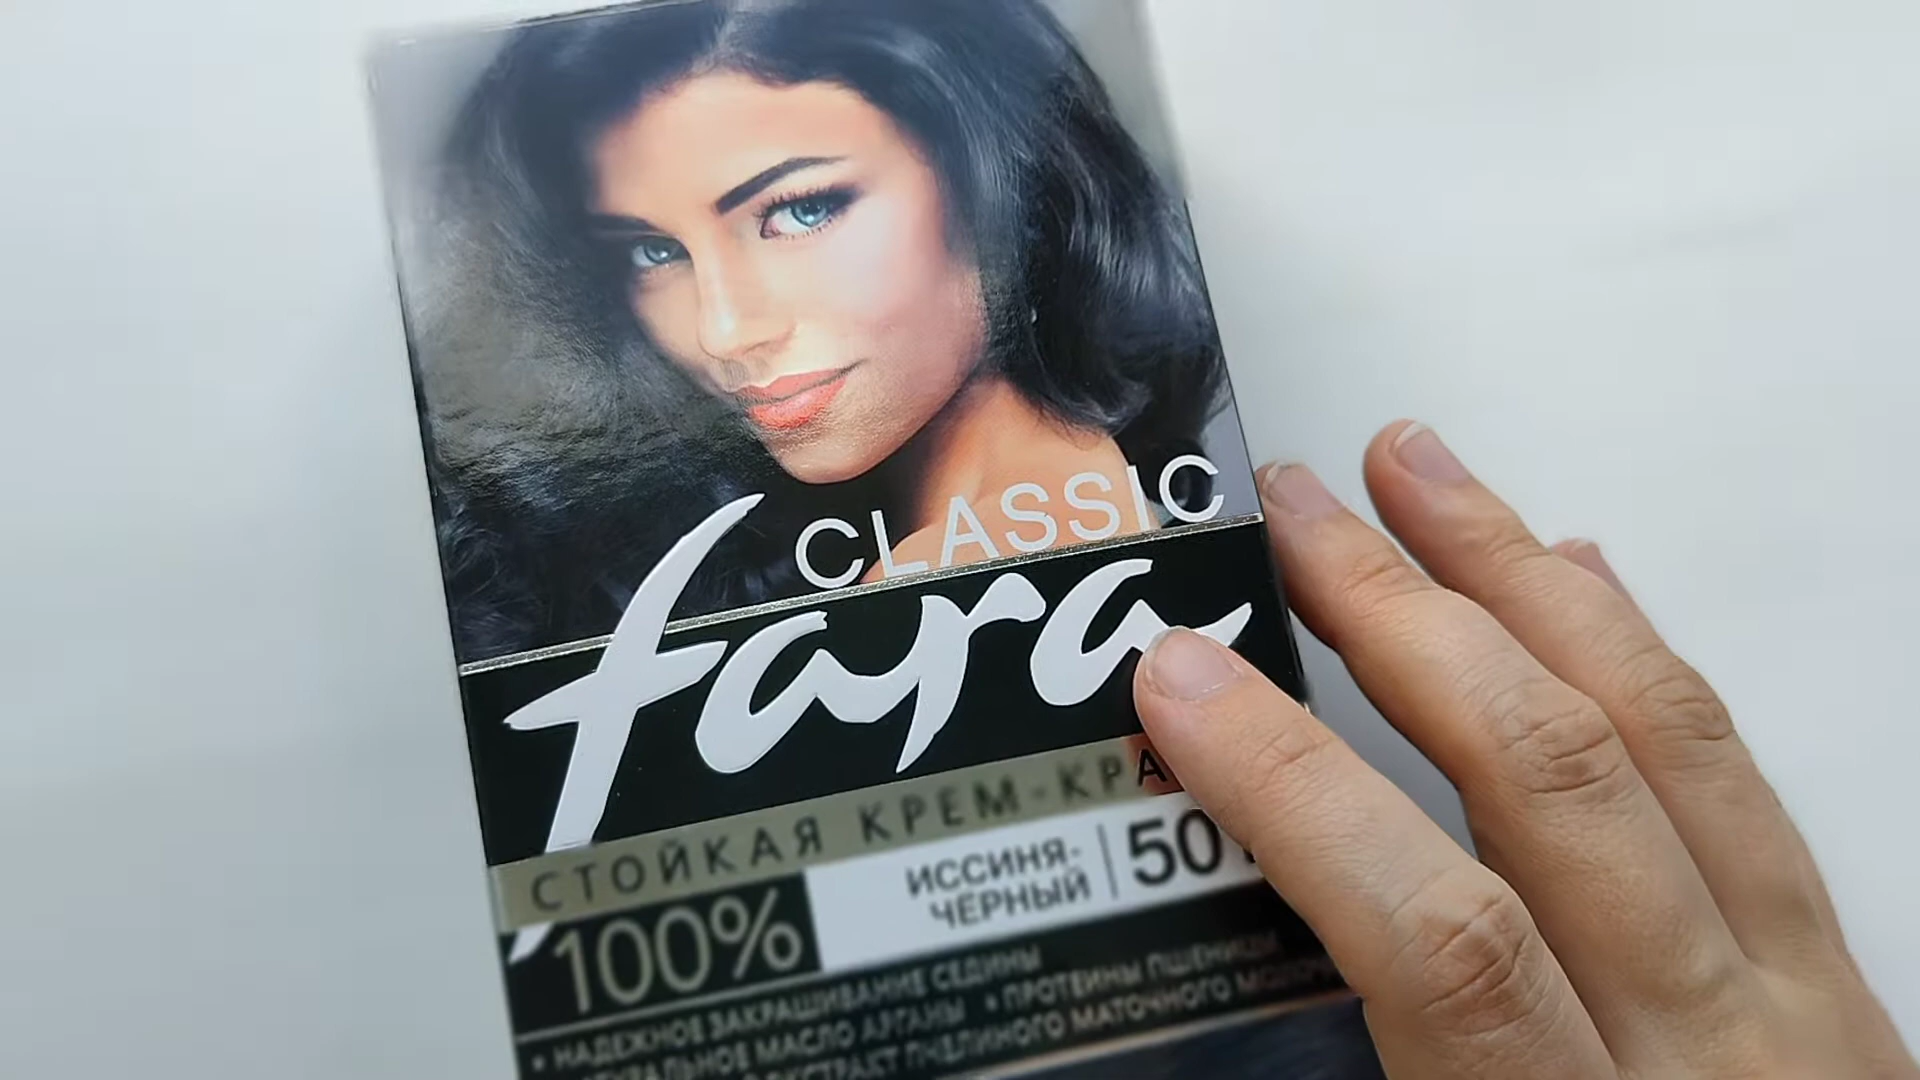 CLASSIC
fara
СТОЙКАЯ КРЕМ-КРА
100%
ИССИНЯ-
ЧЕРНЫЙ
50
• НАДЕЖНОЕ ЗАКРАШИВАНИЕ СЕДИНЫ
МАСЛО АРГАНЫ • ПРОТЕИНЫ ПШЕНИЦЫ
ЭКСТРАКТ ПЧЕЛИНОГО МАТОЧНОГО